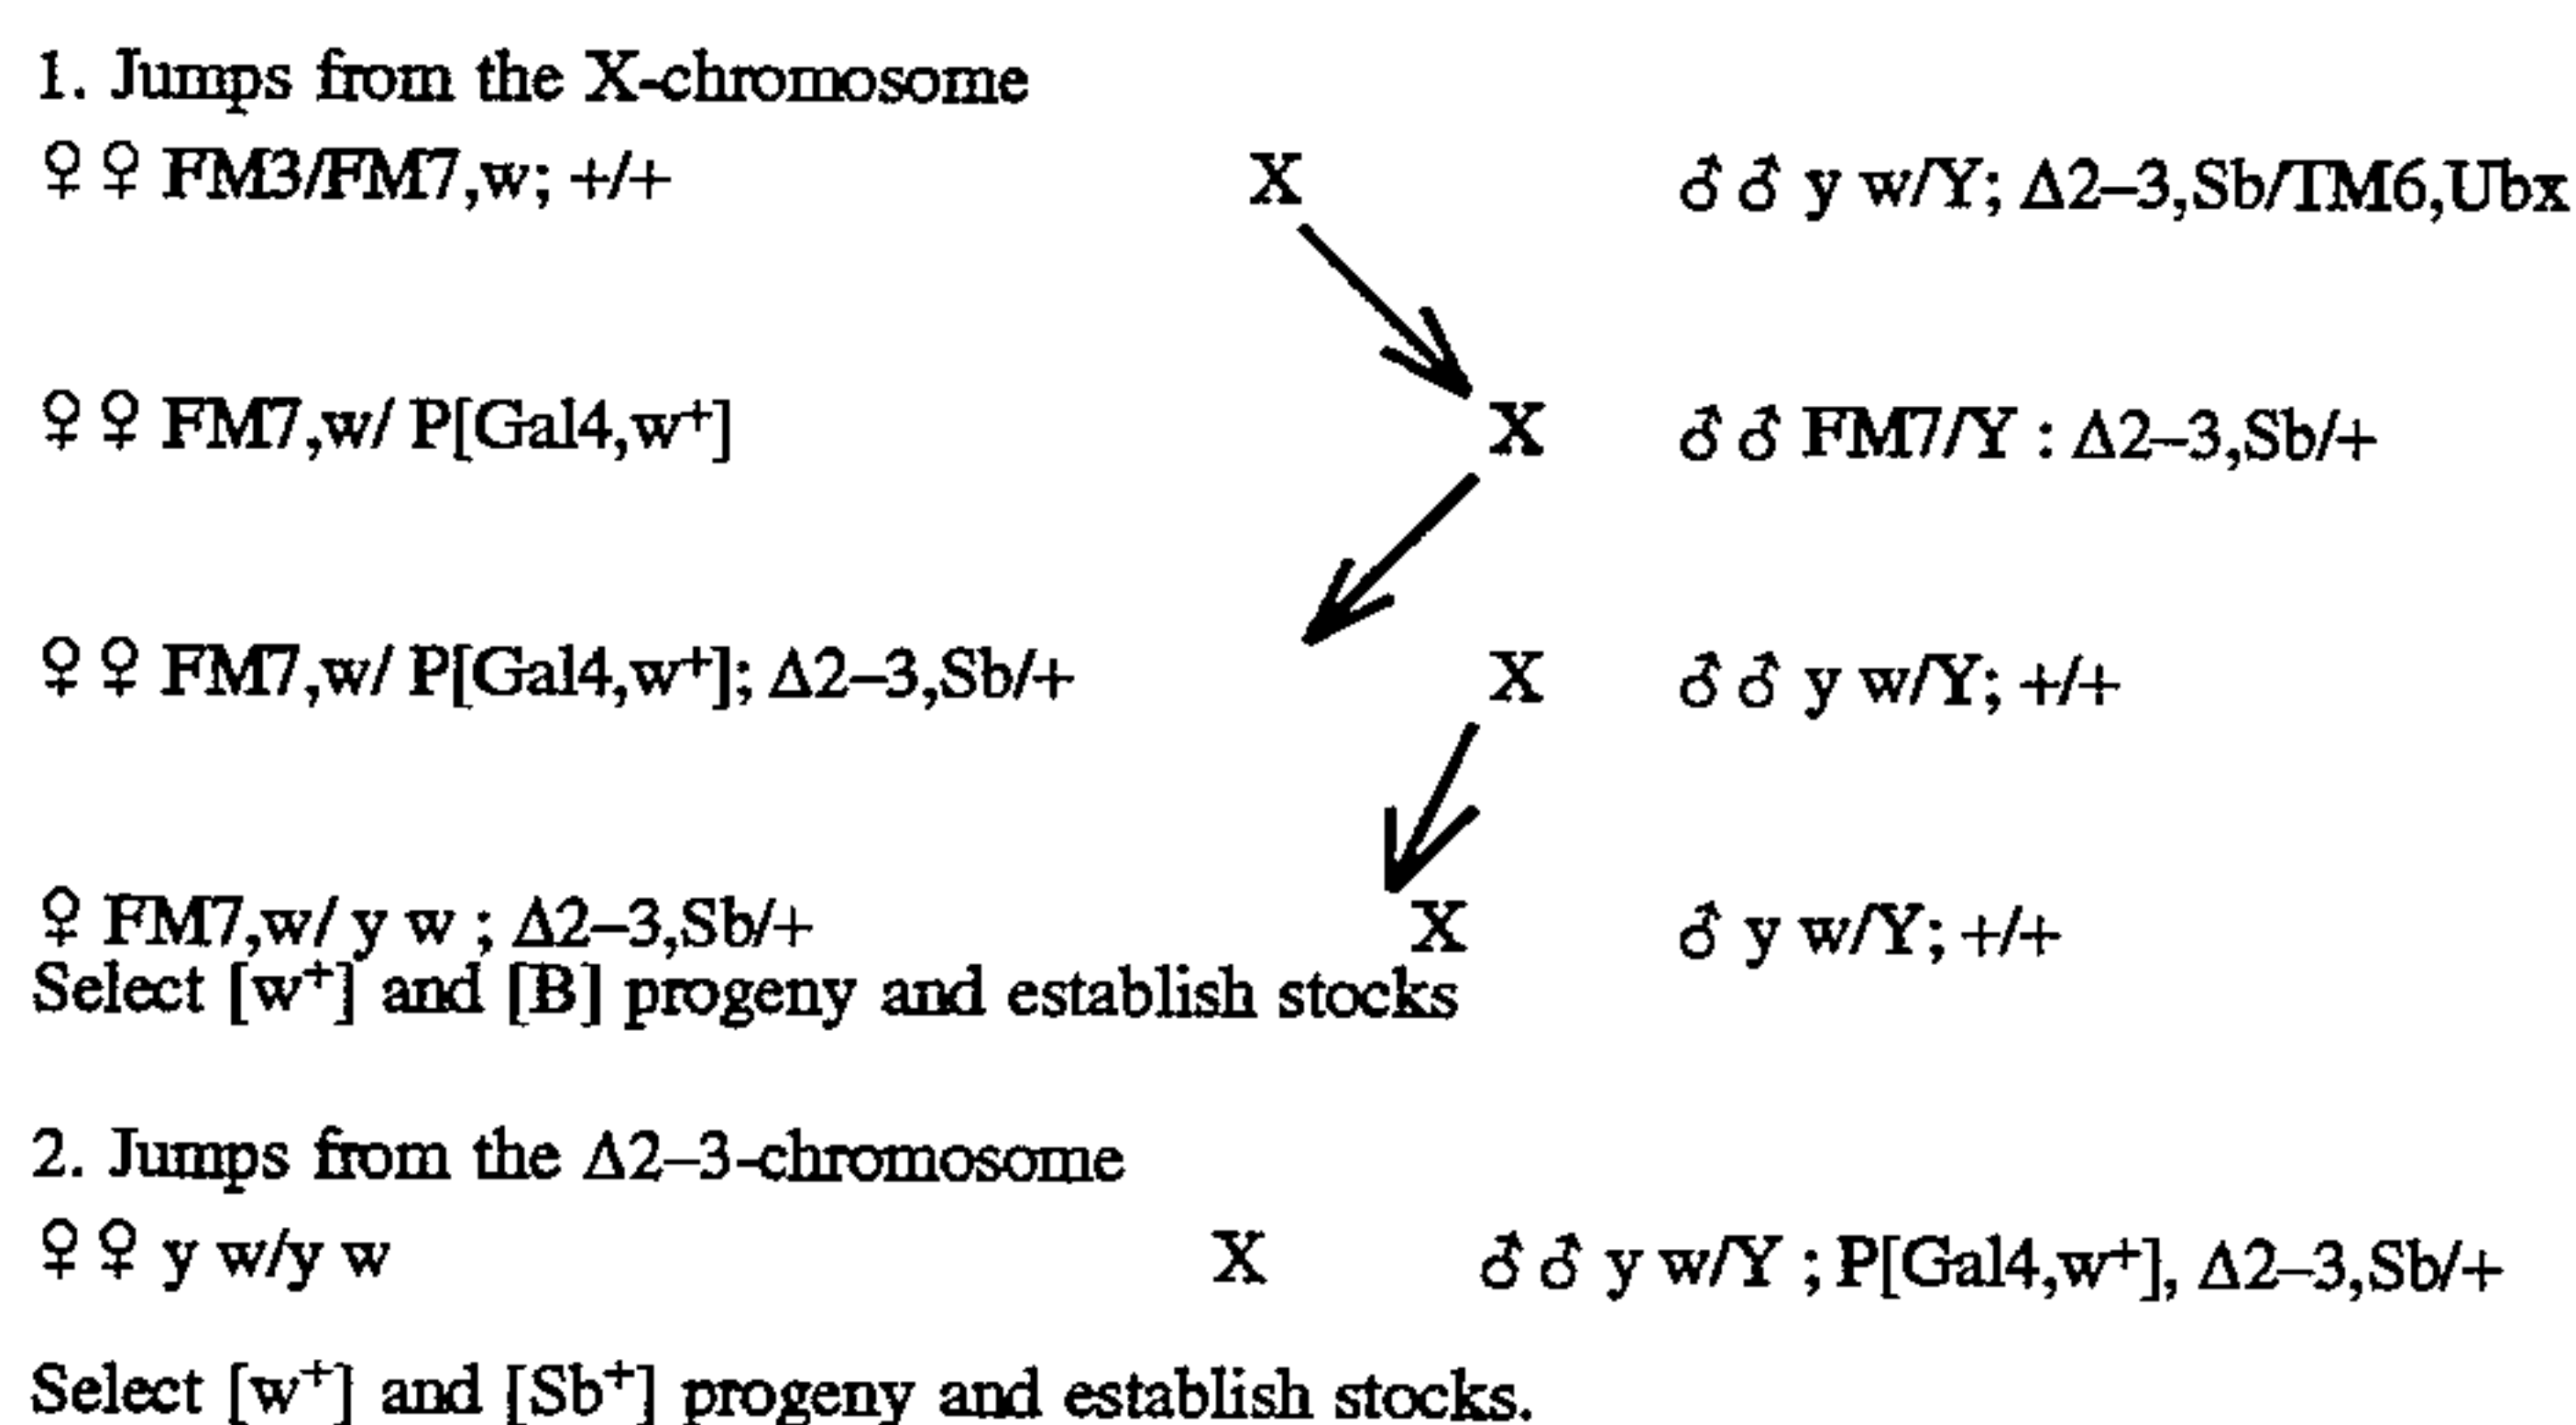 1. Jumps from the X-chromosome
♀♀ FM3/FM7,w; +/+ X ♂♂ y w/Y; Δ2–3,Sb/TM6,Ubx
♀♀ FM7,w/ P[Gal4,w⁺] X ♂♂ FM7/Y : Δ2–3,Sb/+
♀♀ FM7,w/ P[Gal4,w⁺]; Δ2–3,Sb/+ X ♂♂ y w/Y; +/+
♀ FM7,w/ y w ; Δ2–3,Sb/+ X ♂ y w/Y; +/+
Select [w⁺] and [B] progeny and establish stocks
2. Jumps from the Δ2–3-chromosome
♀♀ y w/y w X ♂♂ y w/Y ; P[Gal4,w⁺], Δ2–3,Sb/+
Select [w⁺] and [Sb⁺] progeny and establish stocks.